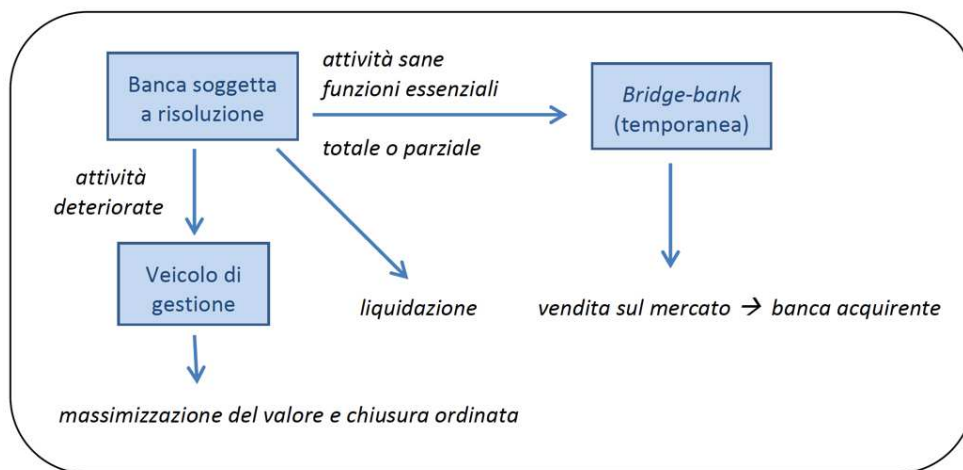 Banca soggetta
a risoluzione
attività sane
funzioni essenziali
totale o parziale
Bridge-bank
(temporanea)
attività
deteriorate
Veicolo di
gestione
liquidazione
vendita sul mercato → banca acquirente
massimizzazione del valore e chiusura ordinata